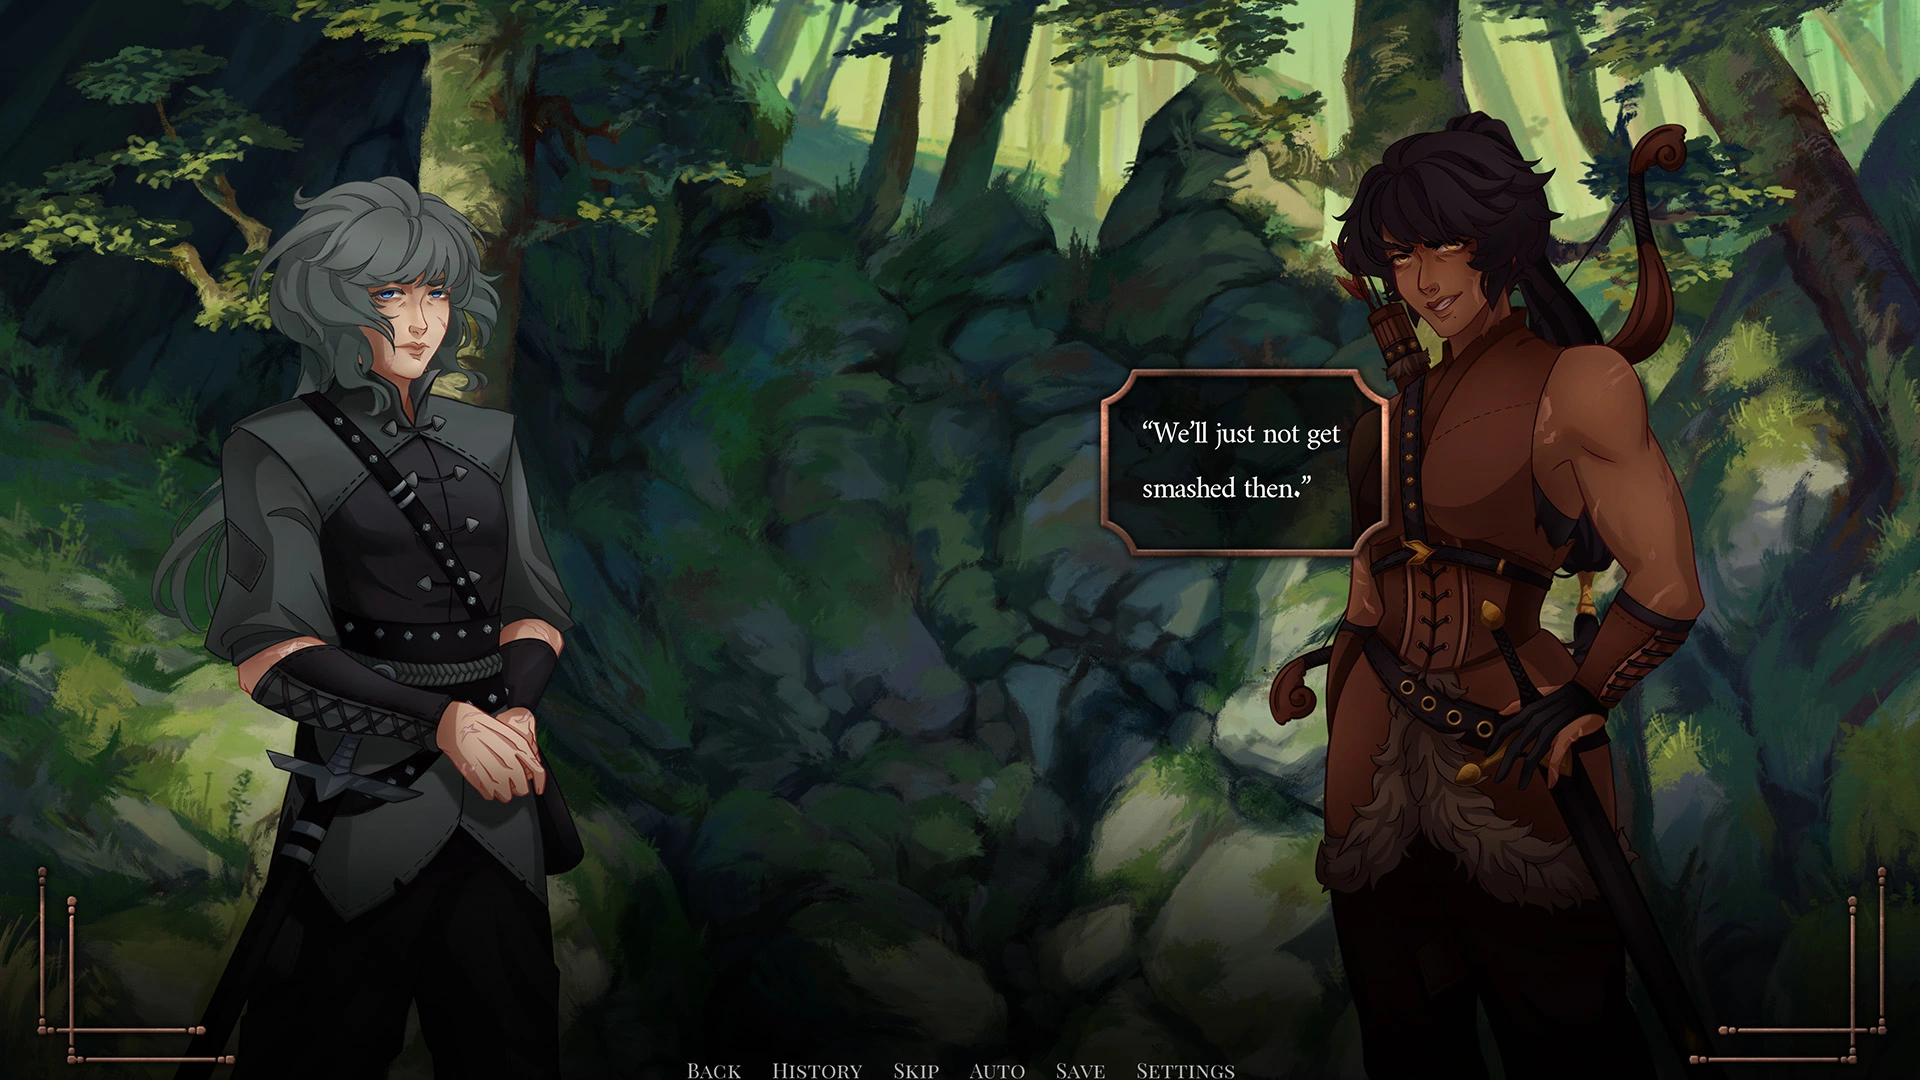 “We’ll just not get
smashed then.”
BACK HISTORY SKIP AUTO SAVE SETTINGS